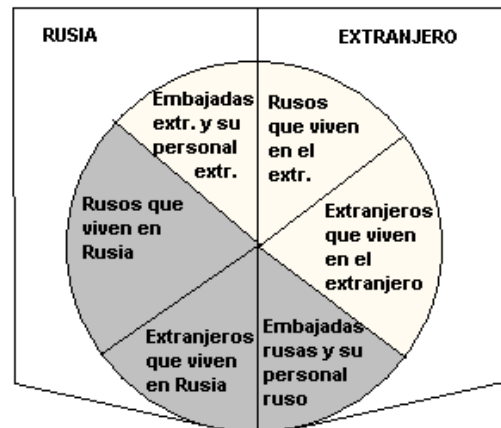 RUSIA
EXTRANJERO
Embajadas
extr. y su
personal
extr.
Rusos
que viven
en el
extr.
Rusos que
viven en
Rusia
Extranjeros
que viven
en el
extranjero
Extranjeros
que viven
en Rusia
Embajadas
rusas y su
personal
ruso